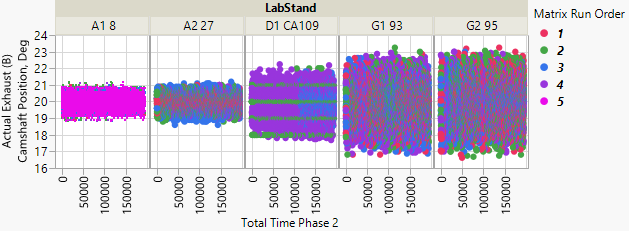 LabStand
A1 8 A2 27 D1 CA109 G1 93 G2 95
Matrix Run Order
1
2
3
4
5
Actual Exhaust (B)
Camshaft Position, Deg
24
23
22
21
20
19
18
17
16
0 50000 100000 150000 0 50000 100000 150000 0 50000 100000 150000 0 50000 100000 150000 0 50000 100000 150000
Total Time Phase 2